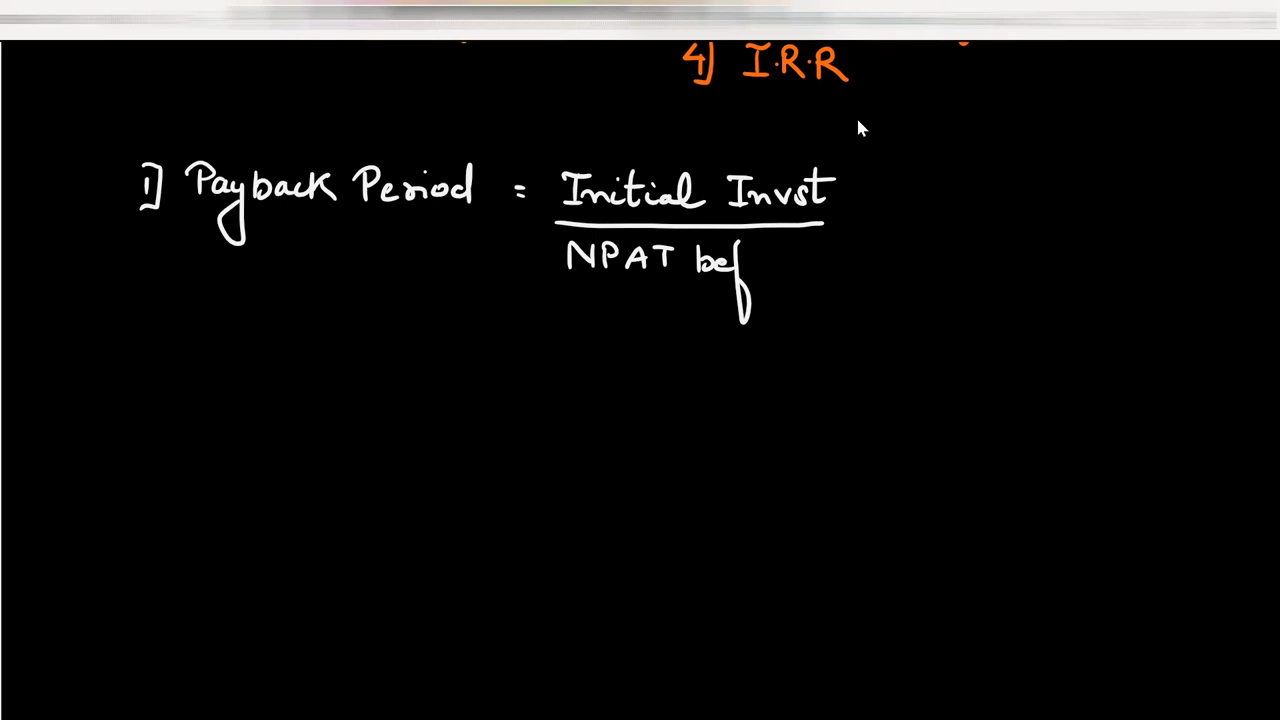 4) I.R.R
1] Payback Period = Initial Invst
NPAT bef